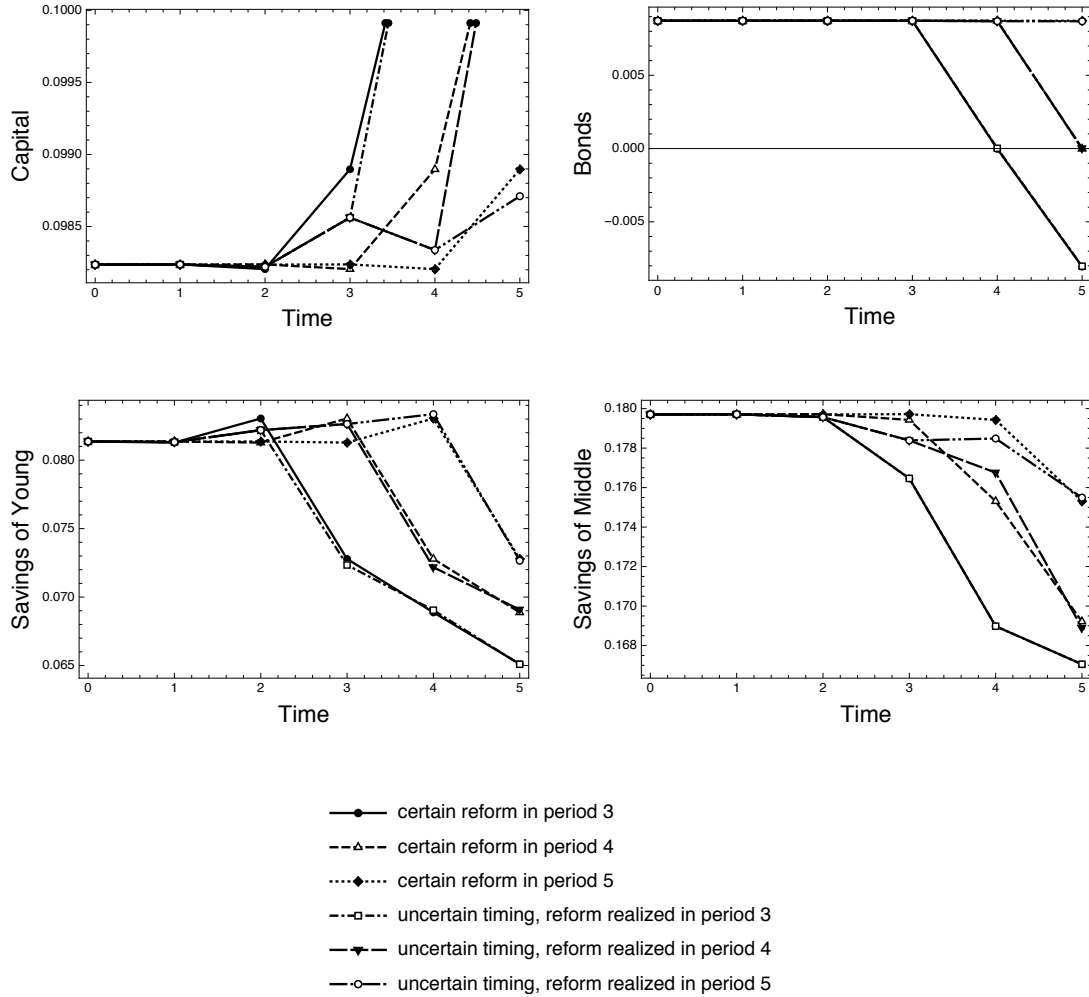 0.1000
0.0995
0.0990
0.0985
Capital
0 1 2 3 4 5
Time
0.005
0.000
−0.005
Bonds
0 1 2 3 4 5
Time
0.080
0.075
0.070
0.065
Savings of Young
0 1 2 3 4 5
Time
0.180
0.178
0.176
0.174
0.172
0.170
0.168
Savings of Middle
0 1 2 3 4 5
Time
certain reform in period 3
certain reform in period 4
certain reform in period 5
uncertain timing, reform realized in period 3
uncertain timing, reform realized in period 4
uncertain timing, reform realized in period 5